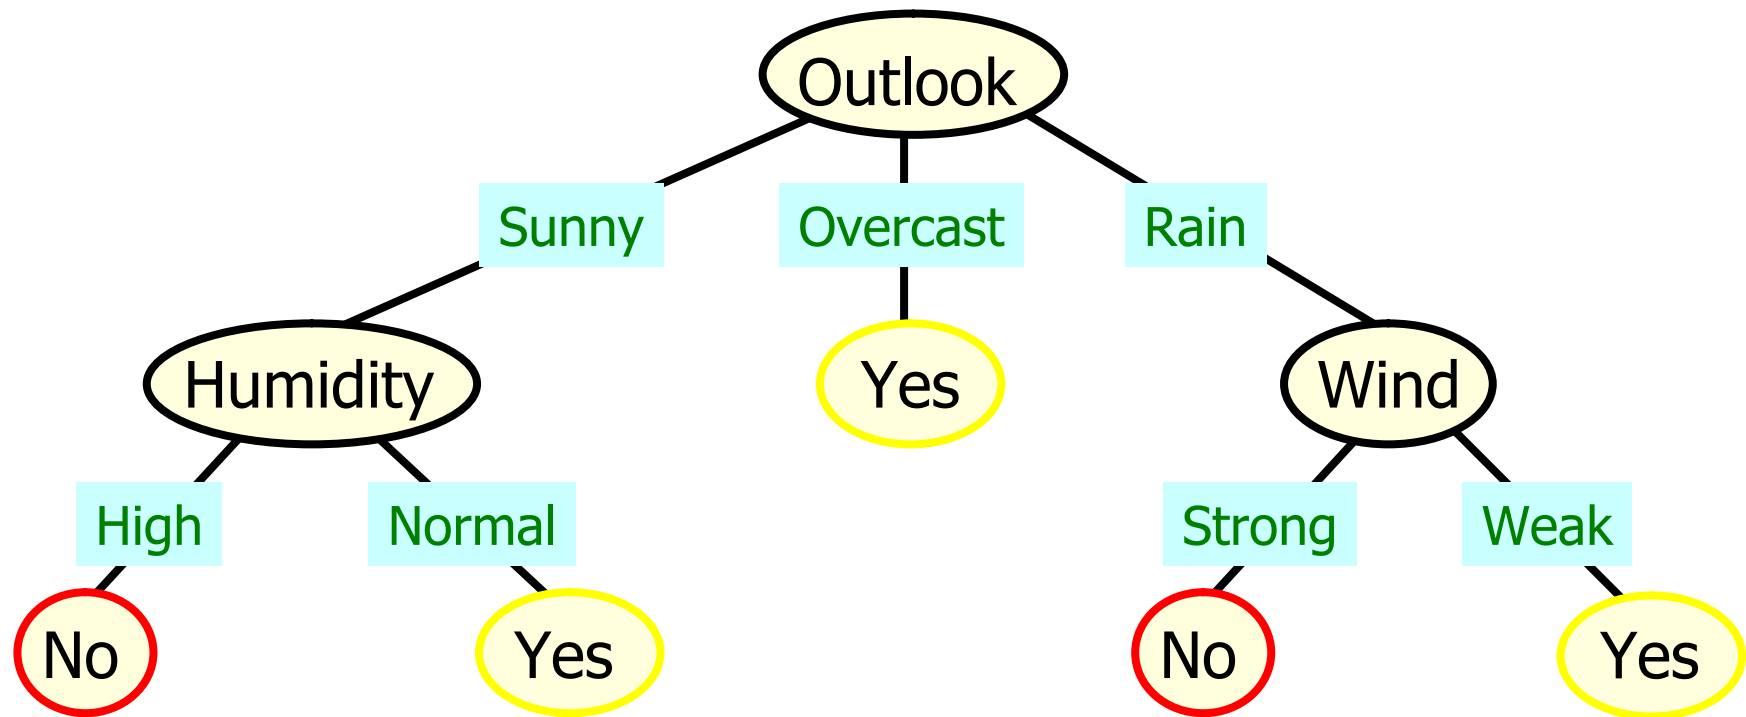 Outlook
Sunny Overcast Rain
Humidity Yes Wind
High Normal Strong Weak
No Yes No Yes